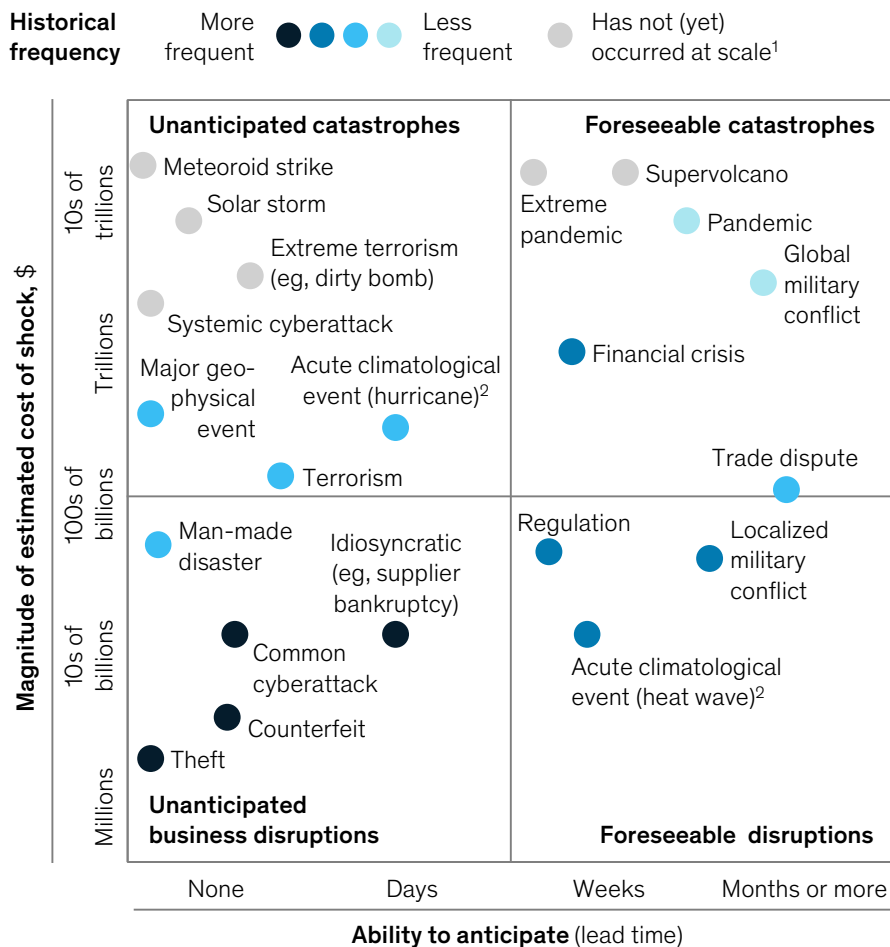 Historical
frequency
More
frequent
Less
frequent
Has not (yet)
occurred at scale¹
Magnitude of estimated cost of shock, $
10s of
trillions
Trillions
100s of
billions
10s of
billions
Millions
Unanticipated catastrophes
Meteoroid strike
Solar storm
Extreme terrorism
(eg, dirty bomb)
Systemic cyberattack
Major geo-
physical
event
Acute climatological
event (hurricane)²
Terrorism
Foreseeable catastrophes
Supervolcano
Extreme
pandemic
Pandemic
Global
military
conflict
Financial crisis
Trade dispute
Man-made
disaster
Idiosyncratic
(eg, supplier
bankruptcy)
Common
cyberattack
Counterfeit
Theft
Unanticipated
business disruptions
Regulation
Localized
military
conflict
Acute climatological
event (heat wave)²
Foreseeable disruptions
None
Days
Weeks
Months or more
Ability to anticipate (lead time)